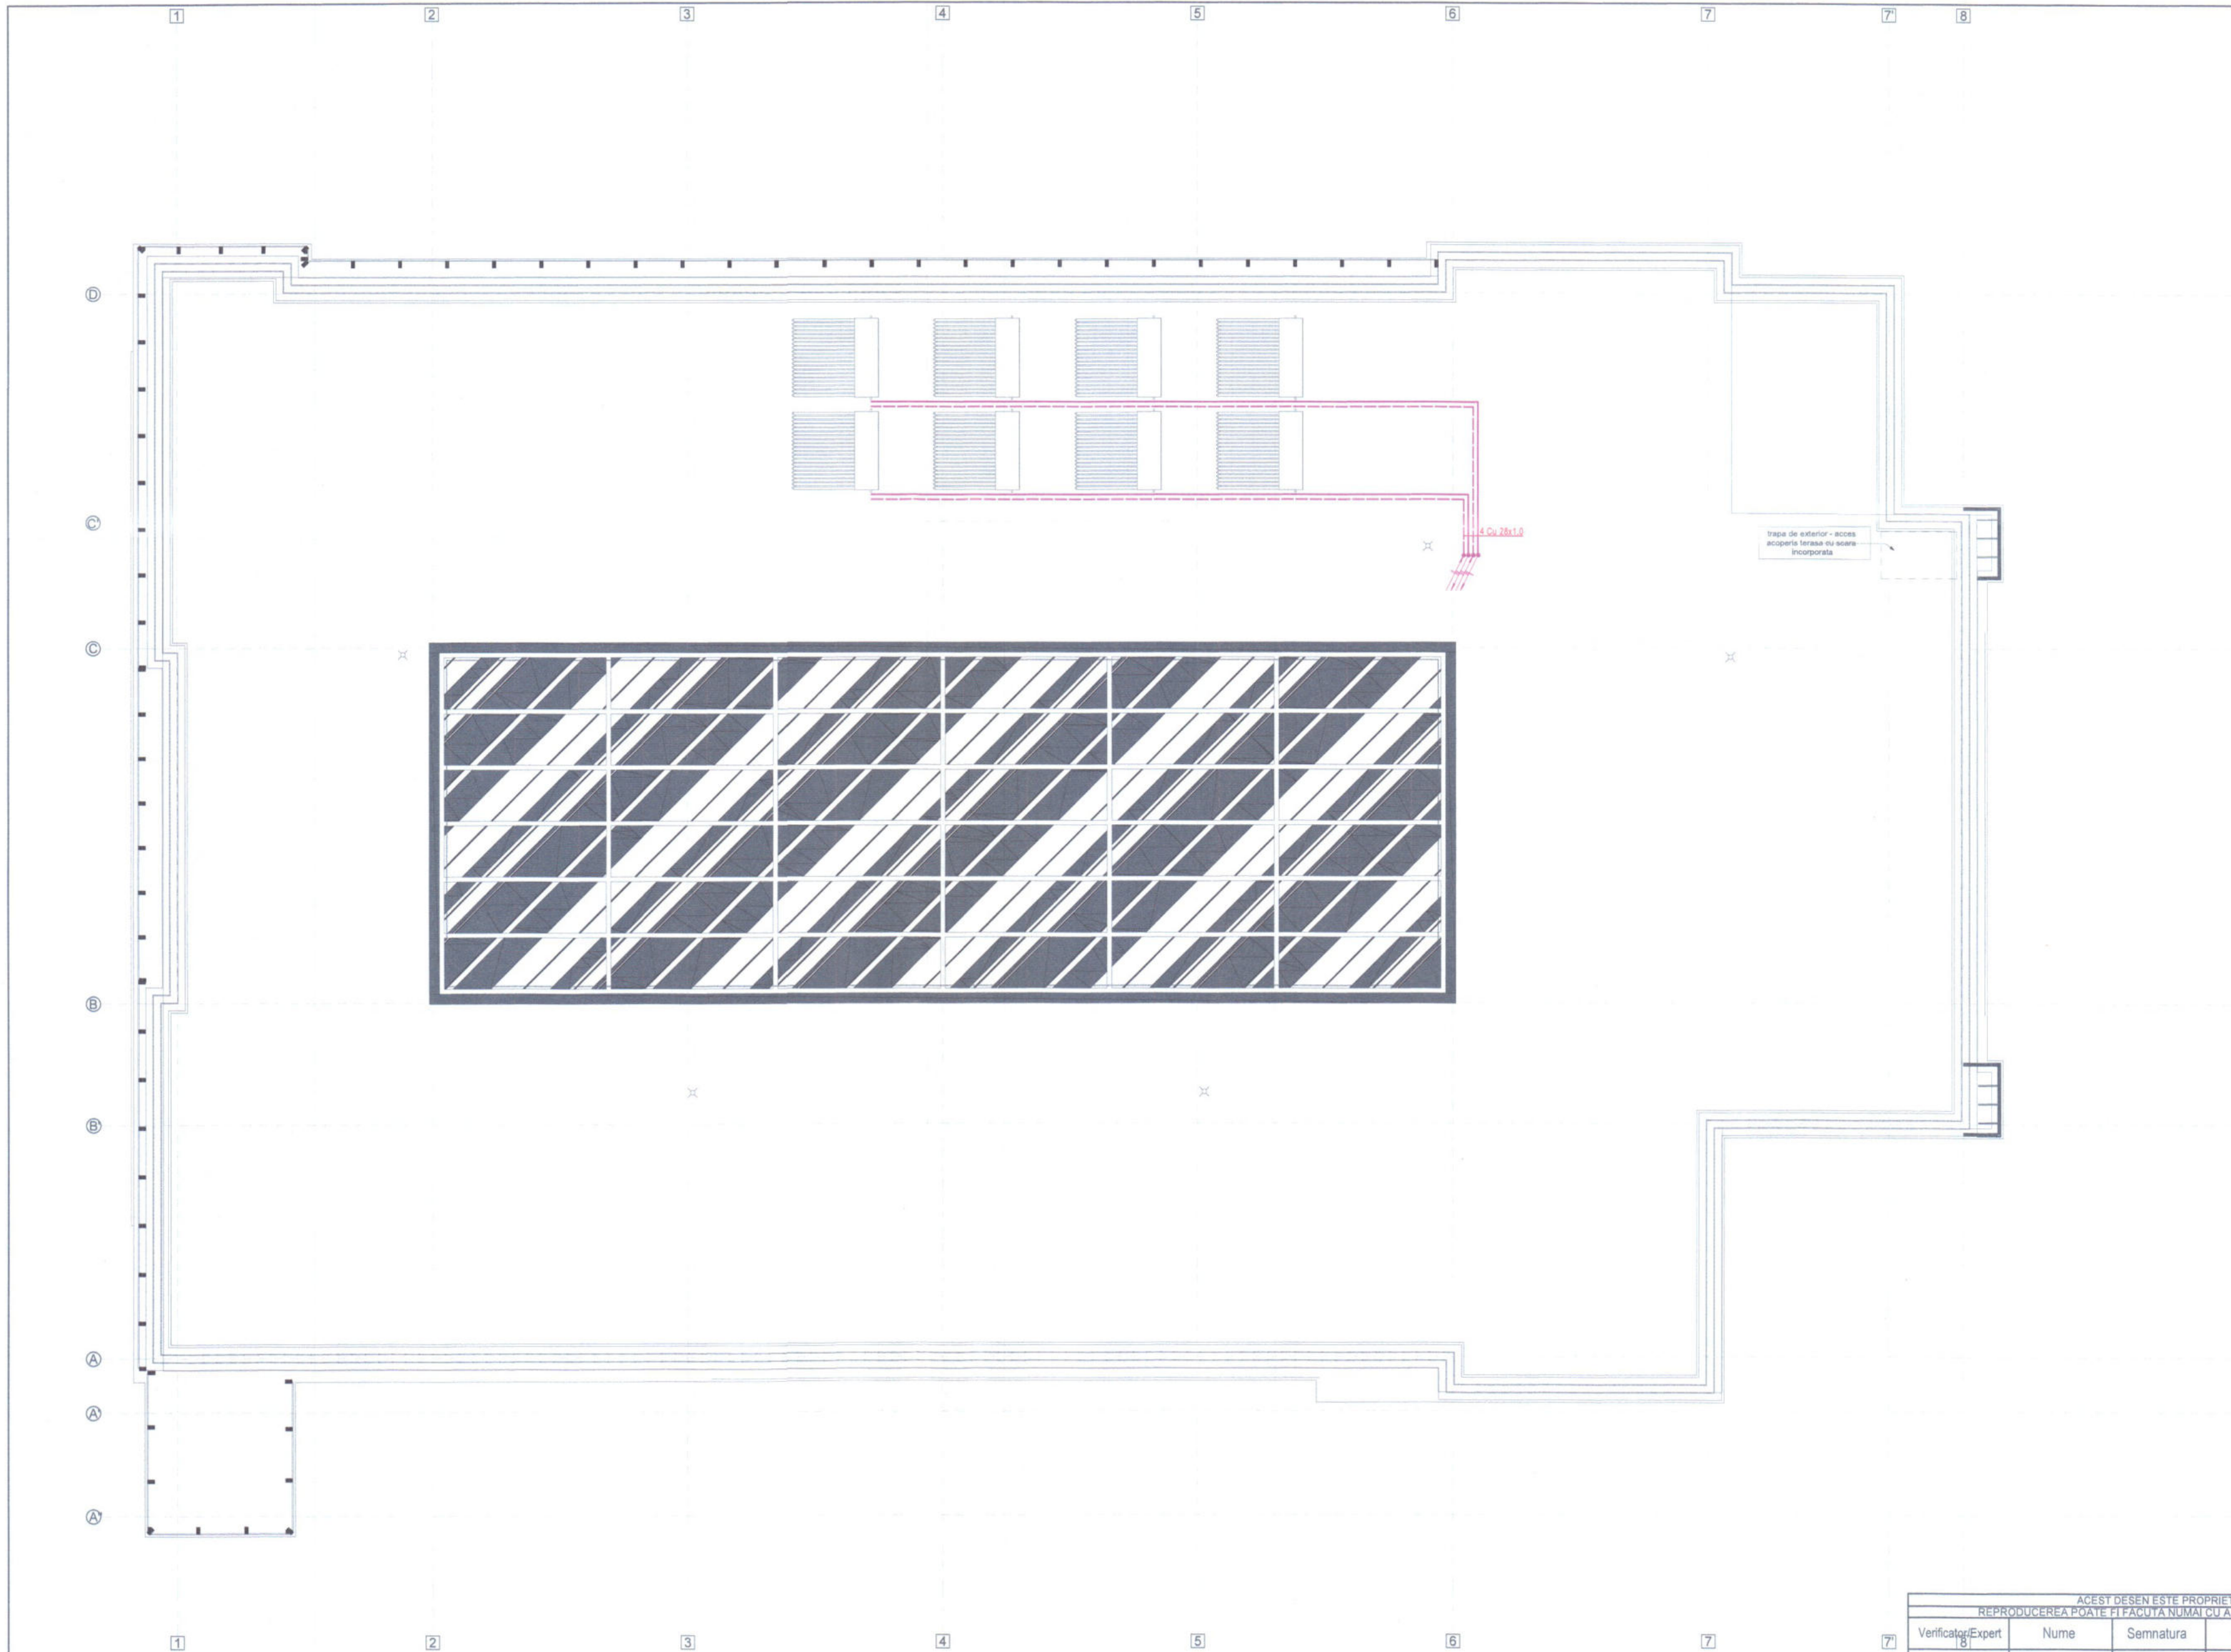 1 2 3 4 5 6 7 7' 8
D
C'
4 Cu 28x1.0
trapa de exterior - acces
acoperis terasa cu scara
incorporata
C
B
B'
A
A'
A"
ACEST DESEN ESTE PROPRIE
REPRODUCEREA POATE FI FACUTA NUMAI CU A
Verificator/Expert Nume Semnatura
1 2 3 4 5 6 7 7' 8